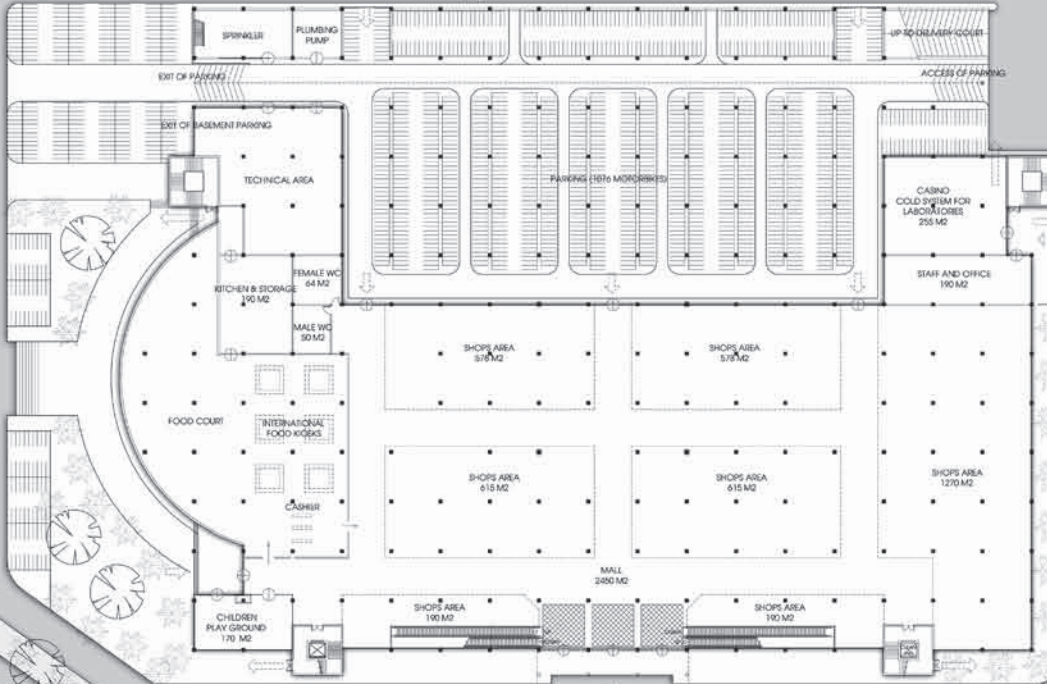 SPRINKLER
PLUMBING
PUMP
UP TO DELIVERY COURT
EXIT OF PARKING
ACCESS OF PARKING
EXIT OF BASEMENT PARKING
TECHNICAL AREA
PARKING (1076 MOTORBIKES)
CASINO
COLD SYSTEM FOR
LABORATORIES
255 M2
KITCHEN & STORAGE
190 M2
FEMALE WC
64 M2
STAFF AND OFFICE
190 M2
MALE WC
50 M2
SHOPS AREA
578 M2
SHOPS AREA
578 M2
FOOD COURT
INTERNATIONAL
FOOD KIOSKS
SHOPS AREA
615 M2
SHOPS AREA
615 M2
SHOPS AREA
1270 M2
CASHIER
MALL
2450 M2
CHILDREN
PLAY GROUND
170 M2
SHOPS AREA
190 M2
SHOPS AREA
190 M2